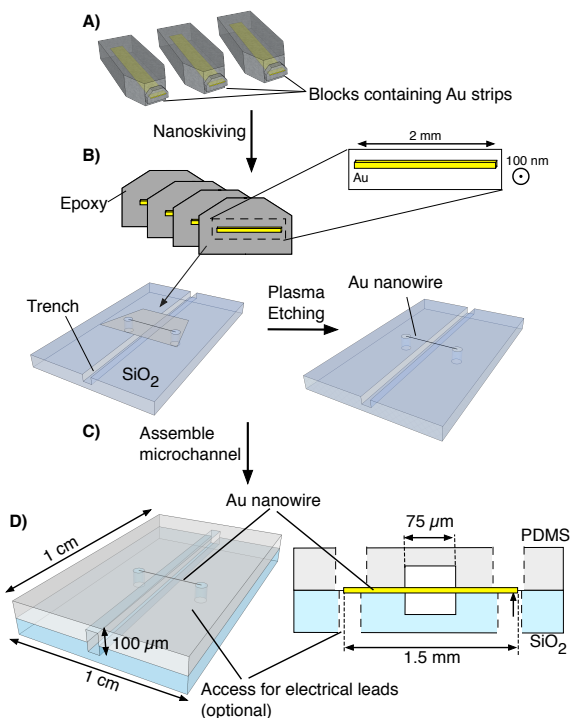 A)
Blocks containing Au strips
Nanoskiving
B)
2 mm
Au
100 nm
Epoxy
Trench
SiO2
Plasma
Etching
Au nanowire
C)
Assemble
microchannel
Au nanowire
D)
1 cm
75 µm
PDMS
100 µm
SiO2
1.5 mm
1 cm
Access for electrical leads
(optional)